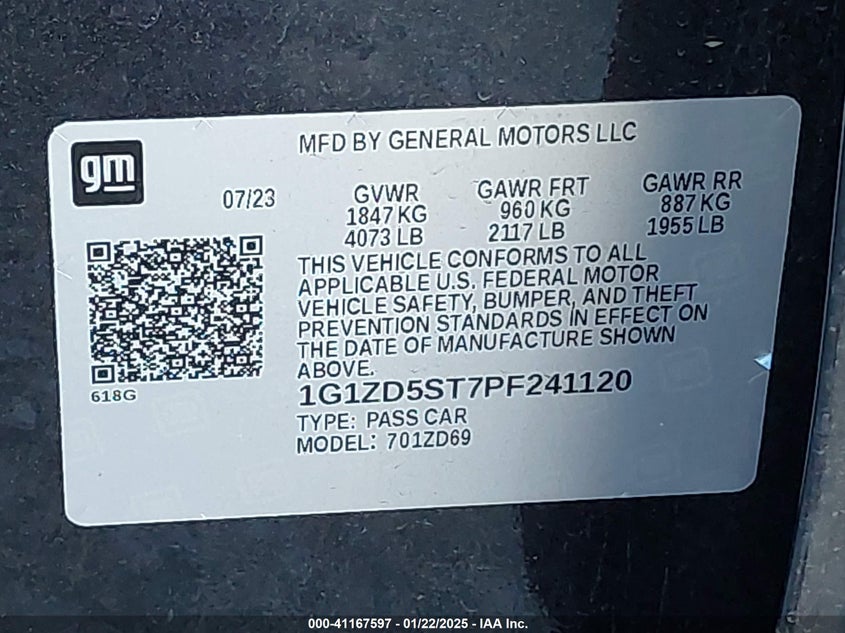 gm
MFD BY GENERAL MOTORS LLC
07/23
GVWR
1847 KG
4073 LB
GAWR FRT
960 KG
2117 LB
GAWR RR
887 KG
1955 LB
THIS VEHICLE CONFORMS TO ALL
APPLICABLE U.S. FEDERAL MOTOR
VEHICLE SAFETY, BUMPER, AND THEFT
PREVENTION STANDARDS IN EFFECT ON
THE DATE OF MANUFACTURE SHOWN
ABOVE.
618G
1G1ZD5ST7PF241120
TYPE: PASS CAR
MODEL: 701ZD69
000-41167597 - 01/22/2025 - IAA Inc.